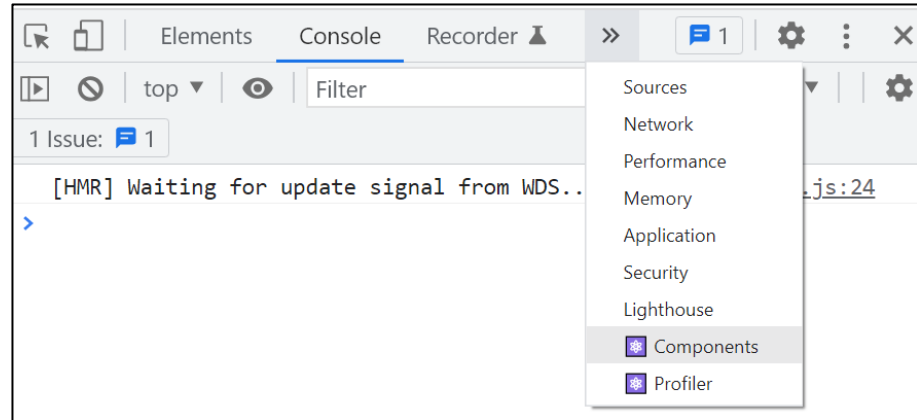 Elements Console Recorder » 1
top Filter
Sources
1 Issue: 1
Network
Performance
[HMR] Waiting for update signal from WDS.. .js:24
Memory
>
Application
Security
Lighthouse
Components
Profiler